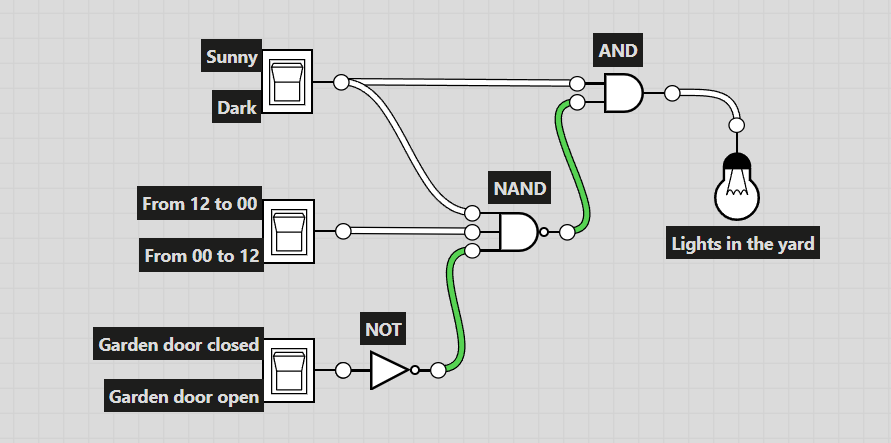 AND
Sunny
Dark
NAND
From 12 to 00
From 00 to 12
Lights in the yard
NOT
Garden door closed
Garden door open